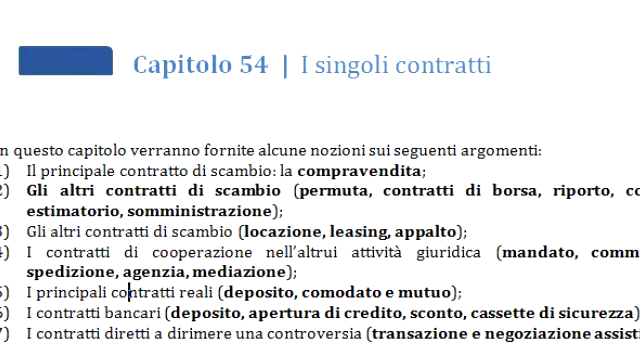 Capitolo 54 | I singoli contratti
n questo capitolo verranno fornite alcune nozioni sui seguenti argomenti:
) Il principale contratto di scambio: la compravendita;
2) Gli altri contratti di scambio (permuta, contratti di borsa, riporto, co
estimatorio, somministrazione);
3) Gli altri contratti di scambio (locazione, leasing, appalto);
4) I contratti di cooperazione nell'altrui attività giuridica (mandato, comm
spedizione, agenzia, mediazione);
5) I principali contratti reali (deposito, comodato e mutuo);
6) I contratti bancari (deposito, apertura di credito, sconto, cassette di sicurezza)
7) I contratti diretti a dirimere una controversia (transazione e negoziazione assist